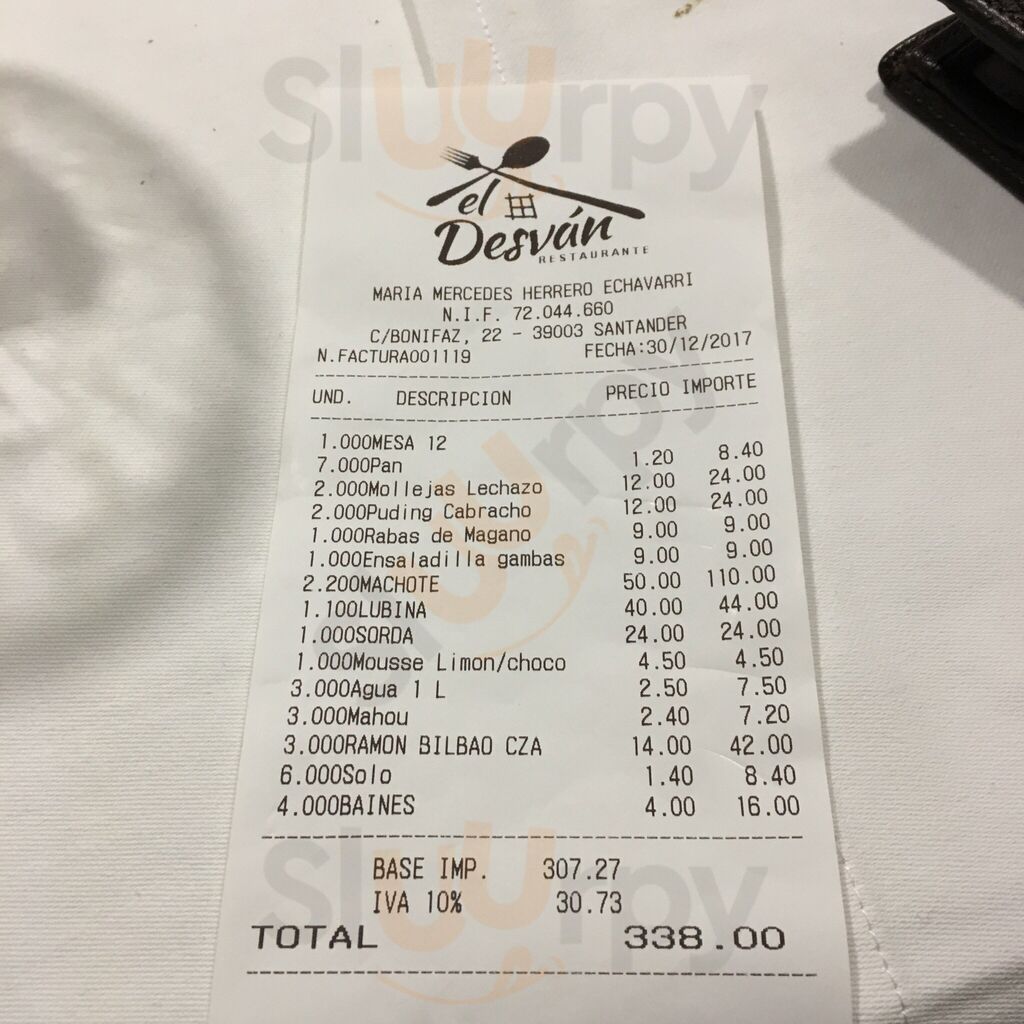 Sluurpy
el
Desván
RESTAURANTE
MARIA MERCEDES HERRERO ECHAVARRI
N.I.F. 72.044.660
C/BONIFAZ, 22 - 39003 SANTANDER
N.FACTURA001119 FECHA:30/12/2017
UND. DESCRIPCION PRECIO IMPORTE
1.000MESA 12
7.000Pan 1.20 8.40
2.000Mollejas Lechazo 12.00 24.00
2.000Puding Cabracho 12.00 24.00
1.000Rabas de Magano 9.00 9.00
1.000Ensaladilla gambas 9.00 9.00
2.200MACHOTE 50.00 110.00
1.100LUBINA 40.00 44.00
1.000SORDA 24.00 24.00
1.000Mousse Limon/choco 4.50 4.50
3.000Agua 1 L 2.50 7.50
3.000Mahou 2.40 7.20
3.000RAMON BILBAO CZA 14.00 42.00
6.000Solo 1.40 8.40
4.000BAINES 4.00 16.00
BASE IMP. 307.27
IVA 10% 30.73
TOTAL 338.00
Sluurpy
Sluurpy